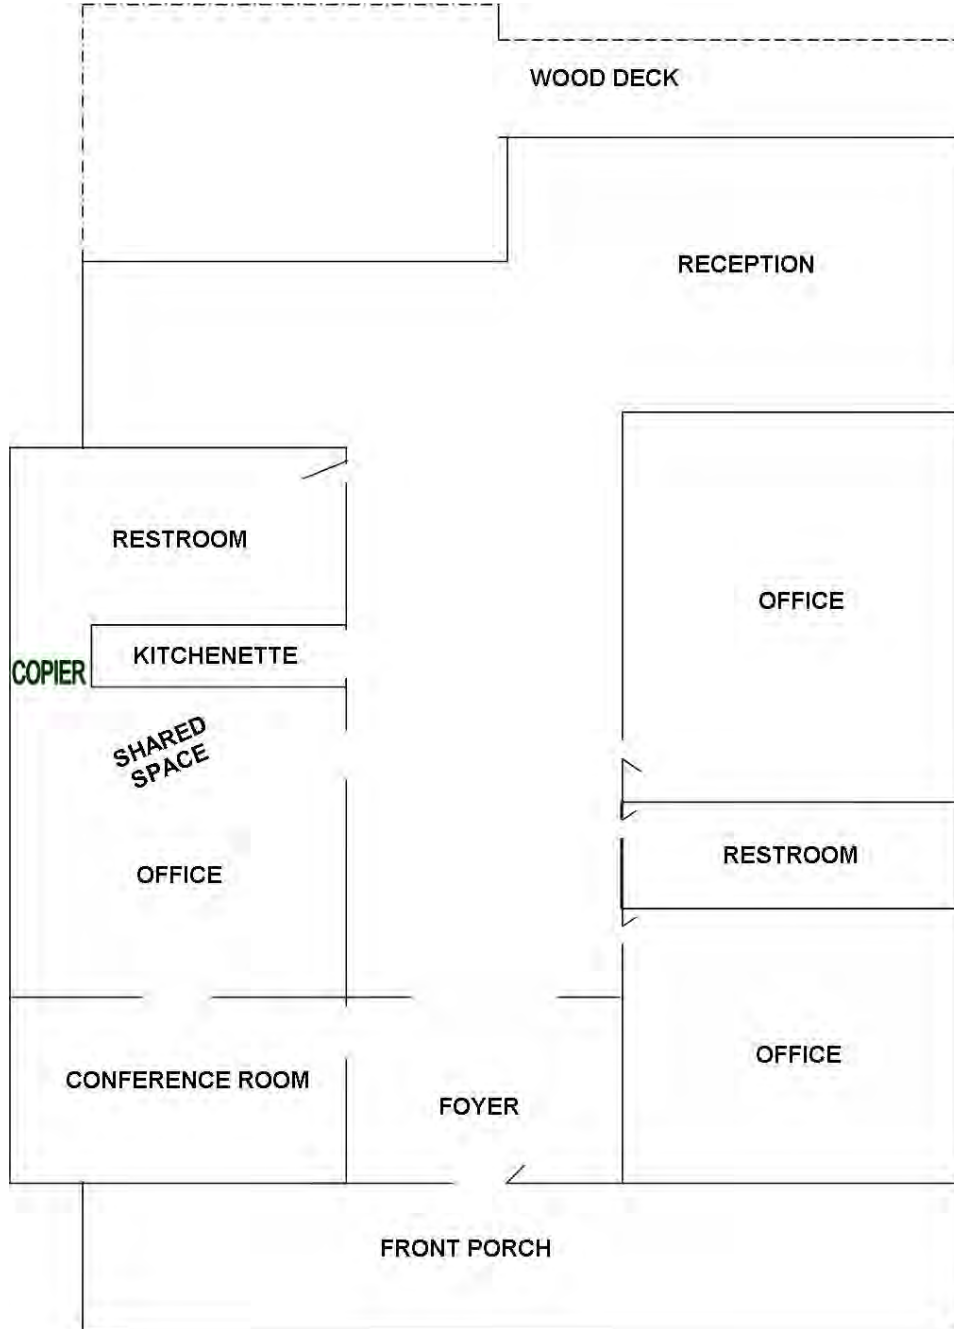 WOOD DECK
RECEPTION
RESTROOM
OFFICE
KITCHENETTE
COPIER
SHARED
SPACE
OFFICE
RESTROOM
CONFERENCE ROOM
FOYER
OFFICE
FRONT PORCH